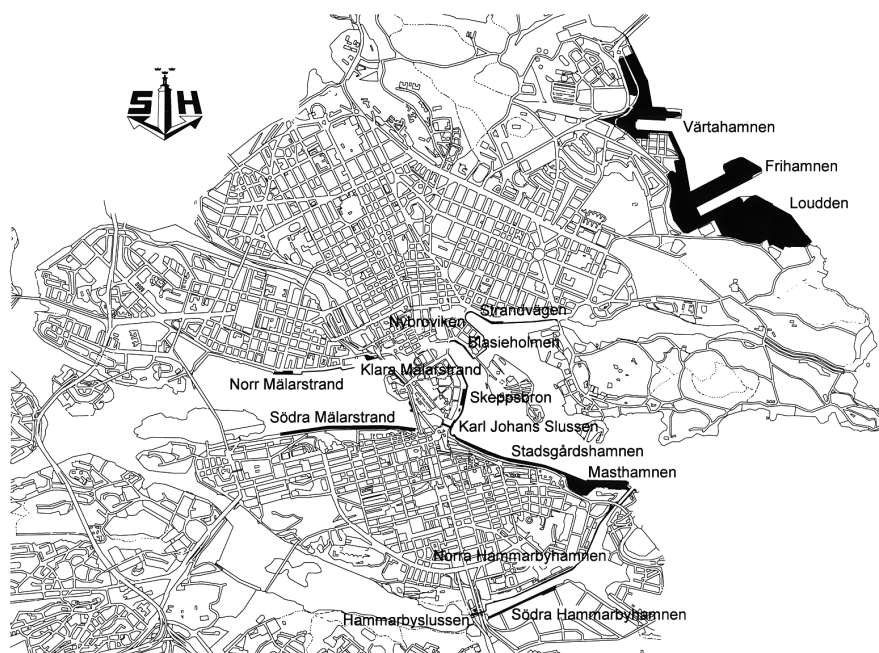 S H
Värtahamnen
Frihamnen
Loudden
Strandvägen
Nybroviken
Blasieholmen
Klara Mälarstrand
Norr Mälarstrand
Skeppsbron
Södra Mälarstrand
Karl Johans Slussen
Stadsgårdshamnen
Masthamnen
Norra Hammarbyhamnen
Södra Hammarbyhamnen
Hammarbyslussen